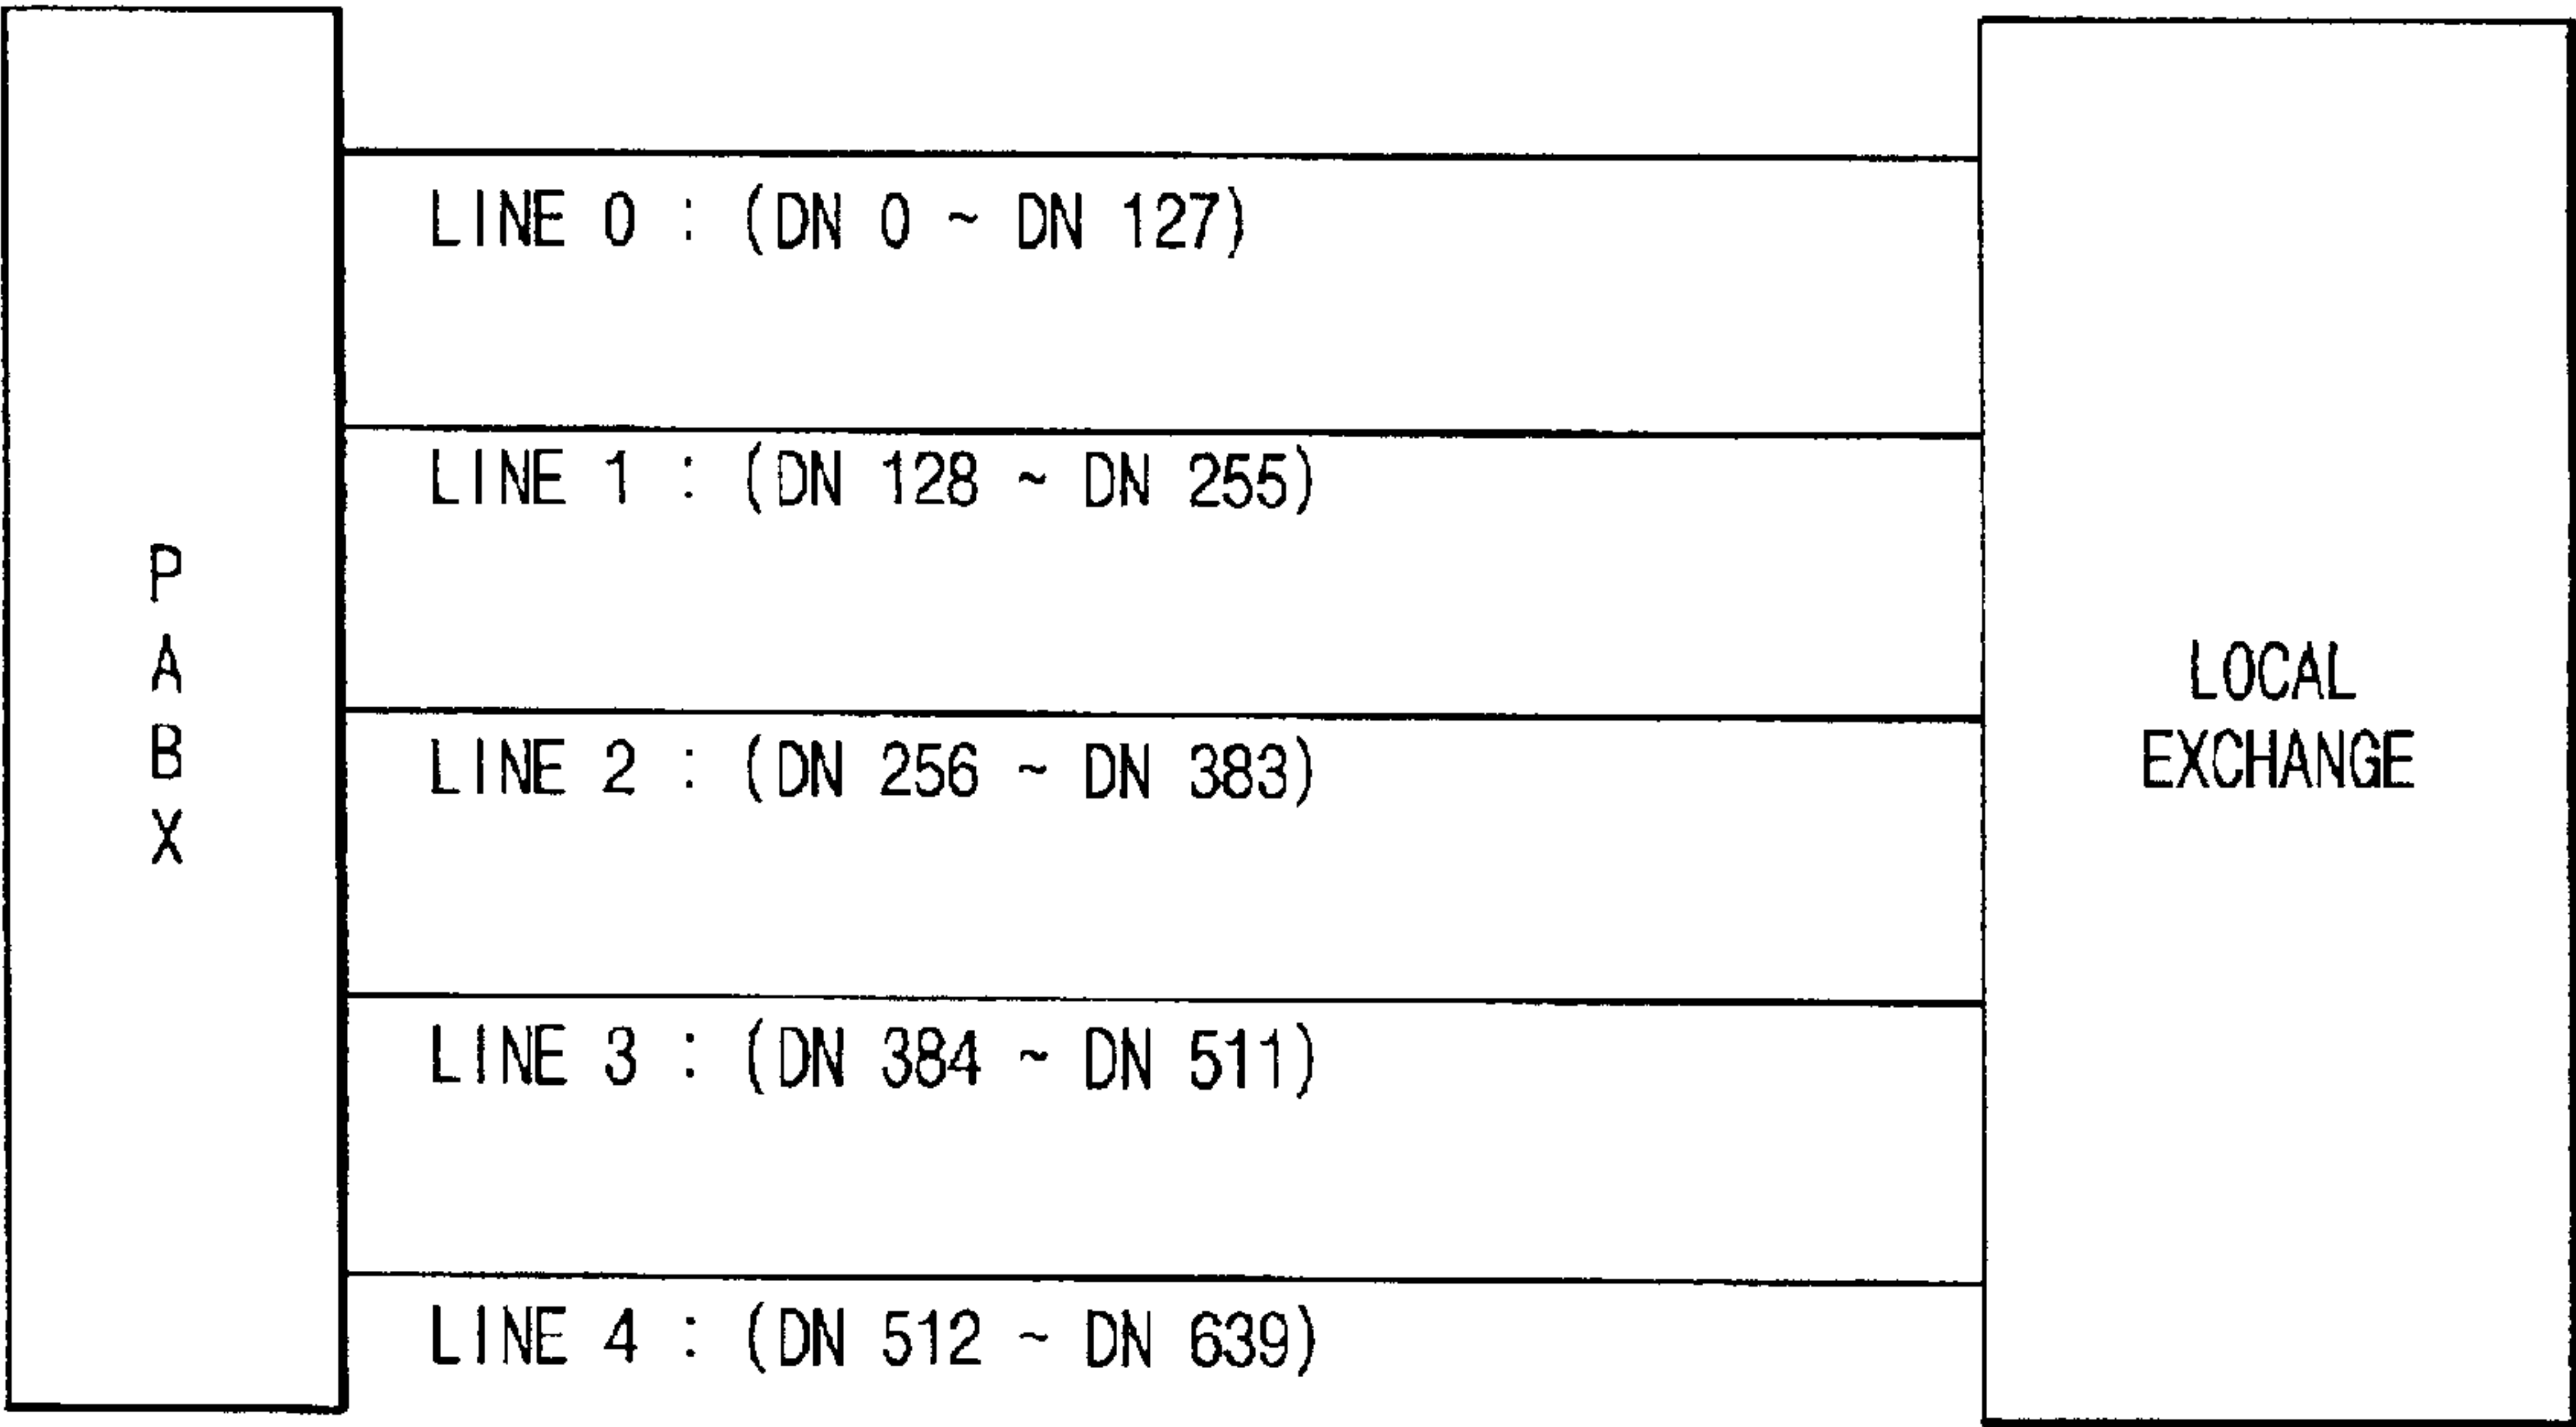 PABX
LINE 0 : (DN 0 ~ DN 127)
LINE 1 : (DN 128 ~ DN 255)
LINE 2 : (DN 256 ~ DN 383)
LINE 3 : (DN 384 ~ DN 511)
LINE 4 : (DN 512 ~ DN 639)
LOCAL
EXCHANGE